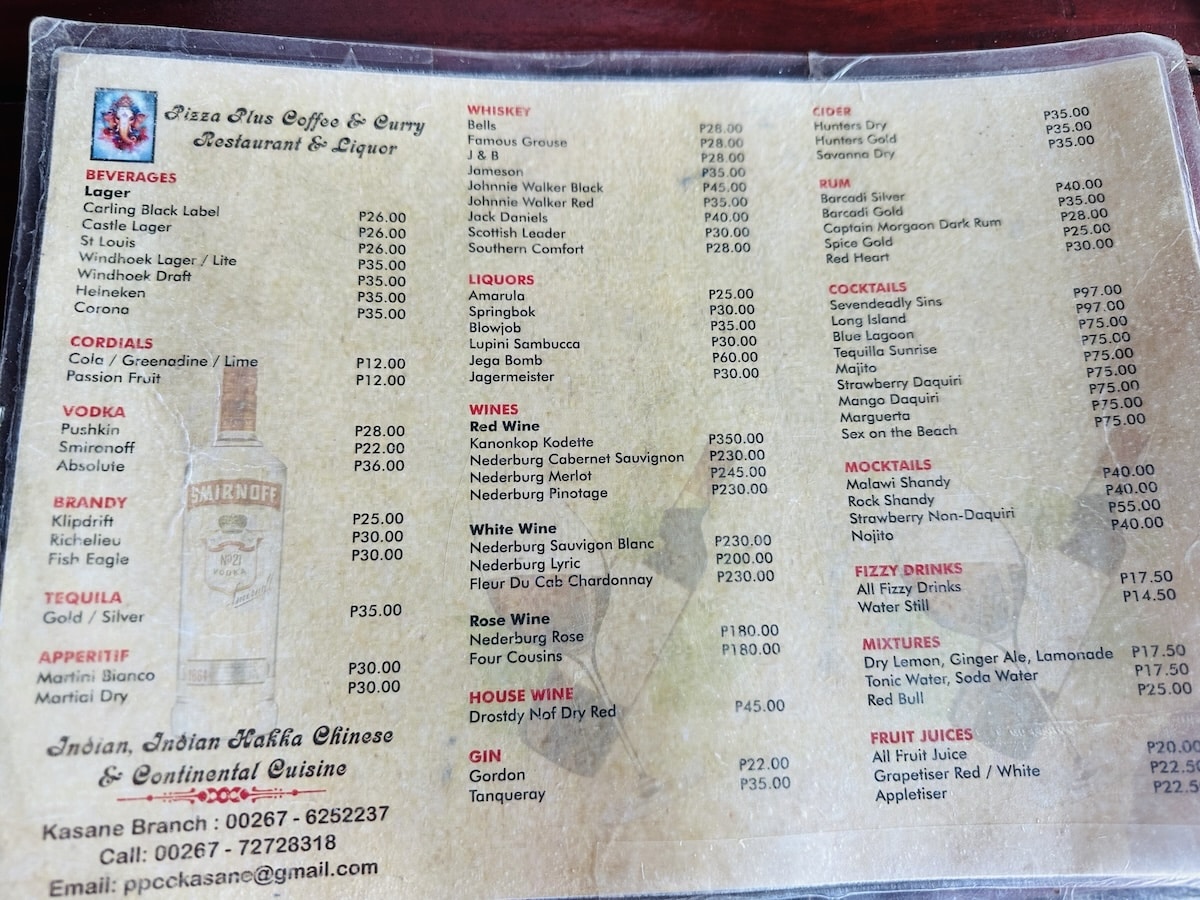 Pizza Plus Coffee & Curry
Restaurant & Liquor
BEVERAGES
Lager
Carling Black Label P26.00
Castle Lager P26.00
St Louis P26.00
Windhoek Lager / Lite P35.00
Windhoek Draft P35.00
Heineken P35.00
Corona P35.00
CORDIALS
Cola / Greenadine / Lime P12.00
Passion Fruit P12.00
VODKA
Pushkin P28.00
Smironoff P22.00
Absolute P36.00
BRANDY
Klipdrift P25.00
Richelieu P30.00
Fish Eagle P30.00
TEQUILA
Gold / Silver P35.00
APPERITIF
Martini Bianco P30.00
Martial Dry P30.00
SMIRNOFF
Nº21
VODKA
Smirnoff
1864
Indian, Indian Hakka Chinese
& Continental Cuisine
Kasane Branch : 00267 - 6252237
Call: 00267 - 72728318
Email: ppcckasane@gmail.com
WHISKEY
Bells P28.00
Famous Grouse P28.00
J & B P28.00
Jameson P35.00
Johnnie Walker Black P45.00
Johnnie Walker Red P35.00
Jack Daniels P40.00
Scottish Leader P30.00
Southern Comfort P28.00
LIQUORS
Amarula P25.00
Springbok P30.00
Blowjob P35.00
Lupini Sambucca P30.00
Jega Bomb P60.00
Jagermeister P30.00
WINES
Red Wine
Kanonkop Kodette P350.00
Nederburg Cabernet Sauvignon P230.00
Nederburg Merlot P245.00
Nederburg Pinotage P230.00
White Wine
Nederburg Sauvigon Blanc P230.00
Nederburg Lyric P200.00
Fleur Du Cab Chardonnay P230.00
Rose Wine
Nederburg Rose P180.00
Four Cousins P180.00
HOUSE WINE
Drostdy Nof Dry Red P45.00
GIN
Gordon P22.00
Tanqueray P35.00
CIDER
Hunters Dry P35.00
Hunters Gold P35.00
Savanna Dry P35.00
RUM
Barcadi Silver P40.00
Barcadi Gold P35.00
Captain Morgaon Dark Rum P28.00
Spice Gold P25.00
Red Heart P30.00
COCKTAILS
Sevendeadly Sins P97.00
Long Island P97.00
Blue Lagoon P75.00
Tequilla Sunrise P75.00
Majito P75.00
Strawberry Daquiri P75.00
Mango Daquiri P75.00
Marguerta P75.00
Sex on the Beach P75.00
MOCKTAILS
Malawi Shandy P40.00
Rock Shandy P40.00
Strawberry Non-Daquiri P55.00
Nojito P40.00
FIZZY DRINKS
All Fizzy Drinks P17.50
Water Still P14.50
MIXTURES
Dry Lemon, Ginger Ale, Lamonade P17.50
Tonic Water, Soda Water P17.50
Red Bull P25.00
FRUIT JUICES
All Fruit Juice P20.00
Grapetiser Red / White P22.50
Appletiser P22.5